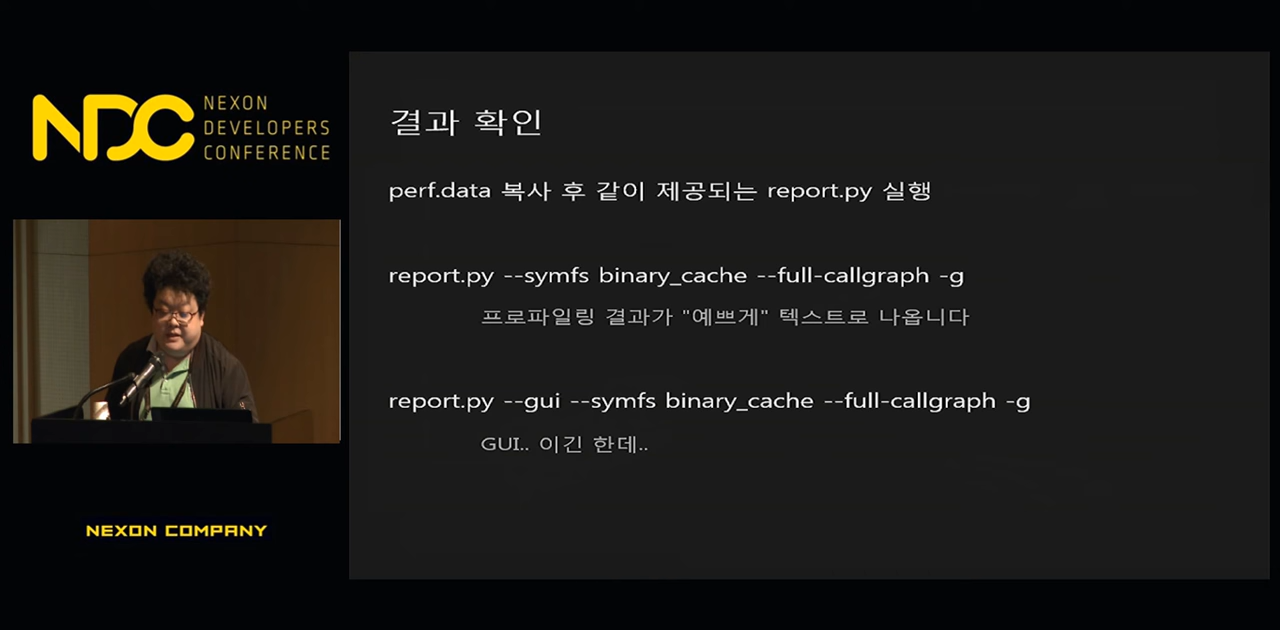 NDC
NEXON
DEVELOPERS
CONFERENCE
결과 확인
perf.data 복사 후 같이 제공되는 report.py 실행
report.py --symfs binary_cache --full-callgraph -g
프로파일링 결과가 "예쁘게" 텍스트로 나옵니다
report.py --gui --symfs binary_cache --full-callgraph -g
GUI.. 이긴 한데..
NEXON COMPANY